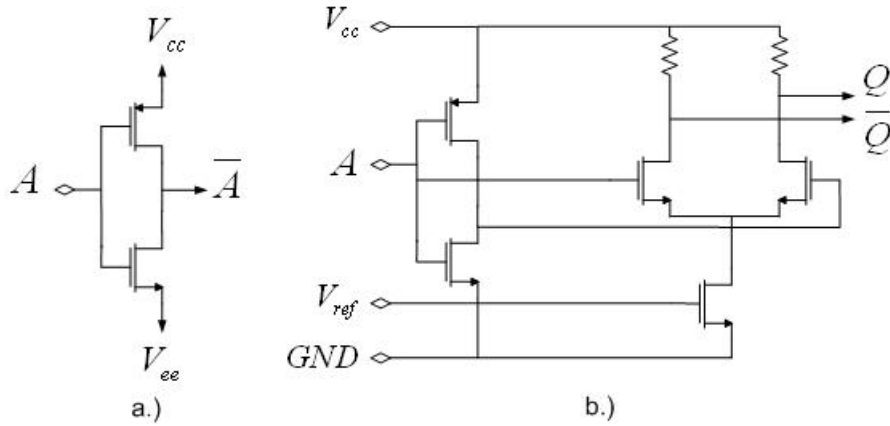 V_cc
A
A̅
V_ee
a.)
V_cc
Q
Q̅
A
V_ref
GND
b.)